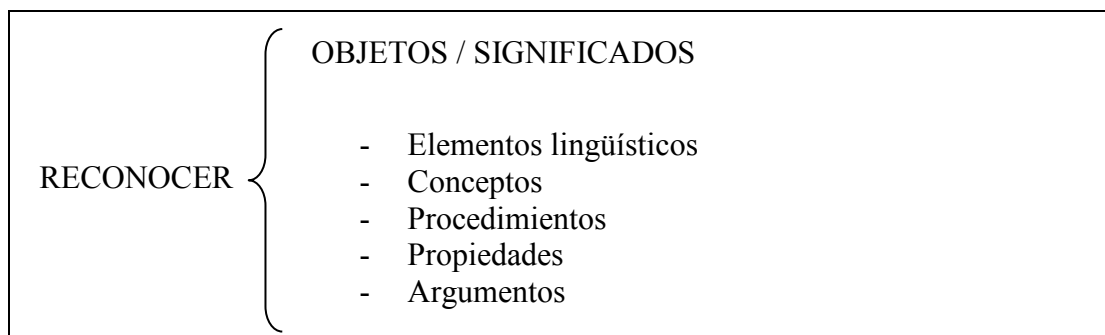 OBJETOS / SIGNIFICADOS
RECONOCER
- Elementos lingüísticos
- Conceptos
- Procedimientos
- Propiedades
- Argumentos